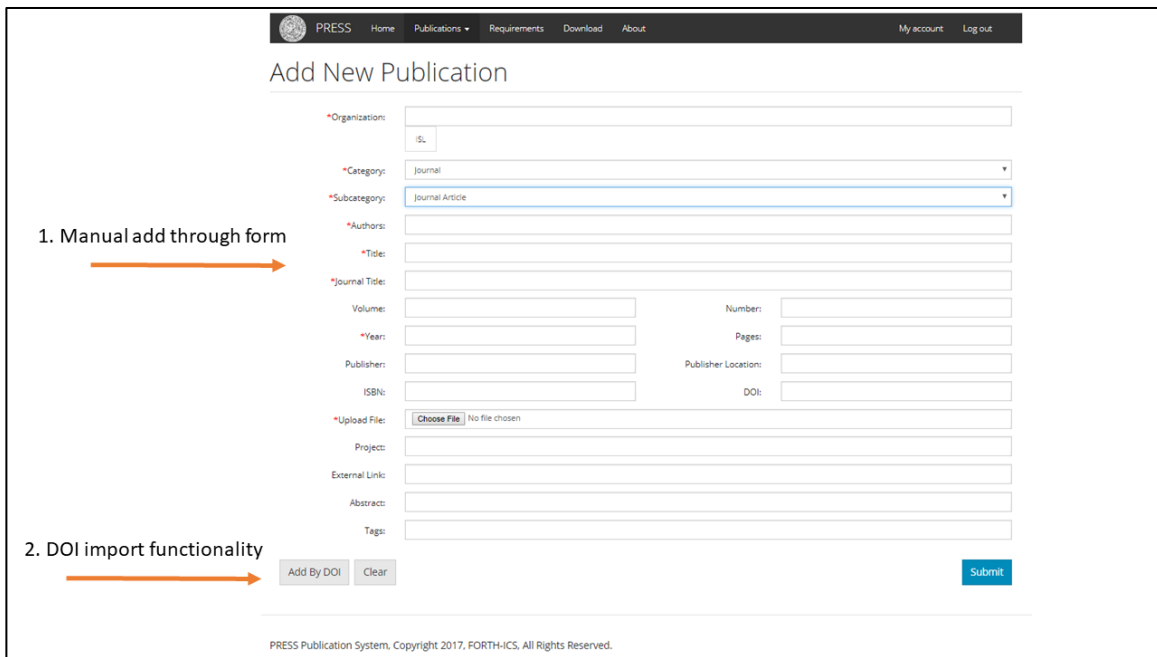 PRESS Home Publications Requirements Download About My account Log out
Add New Publication
*Organization:
ISL
*Category: Journal
*Subcategory: Journal Article
*Authors:
1. Manual add through form
*Title:
*Journal Title:
Volume: Number:
*Year: Pages:
Publisher: Publisher Location:
ISBN: DOI:
*Upload File: Choose File No file chosen
Project:
External Link:
Abstract:
Tags:
2. DOI import functionality
Add By DOI Clear Submit
PRESS Publication System, Copyright 2017, FORTH-ICS, All Rights Reserved.